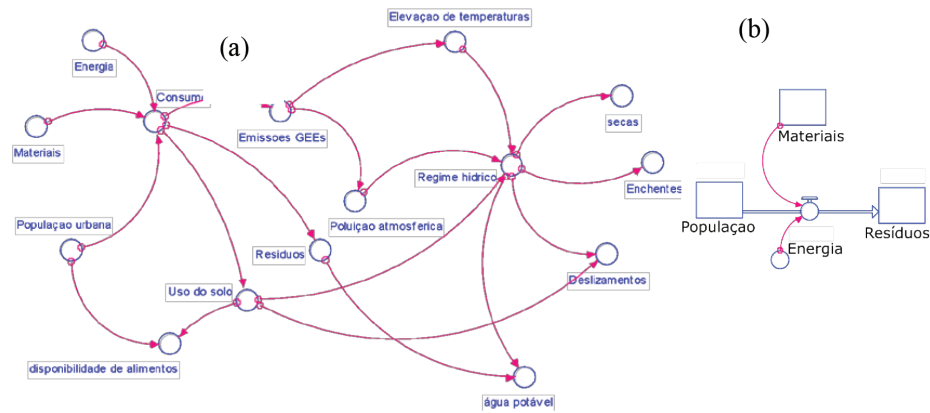 Elevaçao de temperaturas
(a)
(b)
Energia
Consum
secas
Emissoes GEEs
Materiais
Materiais
Regime hidrico
Enchentes
Populaçao urbana
Poluiçao atmosferica
Residuos
População
Resíduos
Energia
Deslizamentos
Uso do solo
disponibilidade de alimentos
água potável